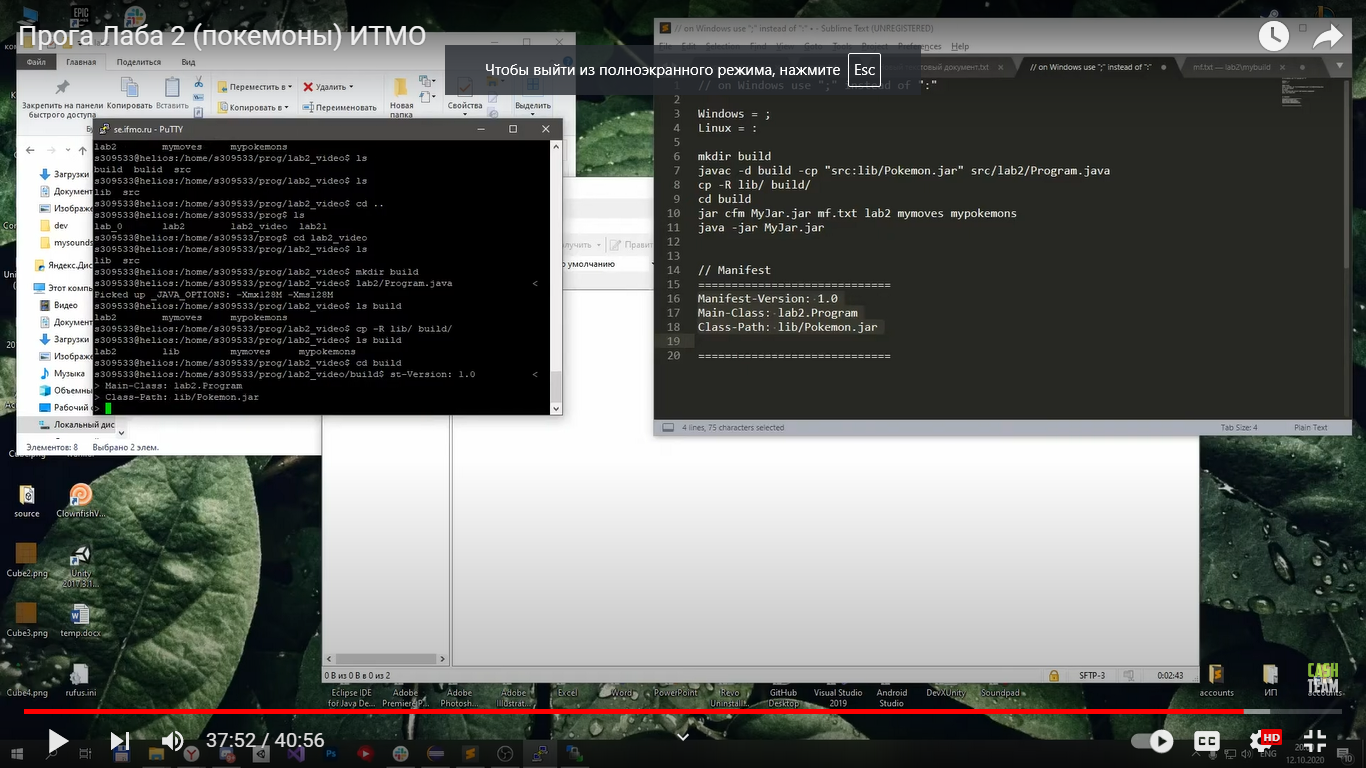 Прога Лаба 2 (покемоны) ИТМО
Чтобы выйти из полноэкранного режима, нажмите Esc
EPIC
Файл Главная Поделиться Вид
Закрепить на панели быстрого доступа
Копировать
Вставить
Переместить в
Копировать в
Удалить
Переименовать
Новая папка
Свойства
Выделить
Загрузки
dev
mysounds
Яндекс.Дис
Этот компь
Видео
Загрузки
Музыка
Рабочий
Локальный дис
Элементов: 8 Выбрано 2 элем.
se.ifmo.ru - PuTTY
lab2 mymoves mypokemons
s309533@helios:/home/s309533/prog/lab2_video$ ls
build bulid src
s309533@helios:/home/s309533/prog/lab2_video$ ls
lib src
s309533@helios:/home/s309533/prog/lab2_video$ cd ..
s309533@helios:/home/s309533/prog$ ls
lab_0 lab2 lab2_video lab2l
s309533@helios:/home/s309533/prog$ cd lab2_video
s309533@helios:/home/s309533/prog/lab2_video$ ls
lib src
s309533@helios:/home/s309533/prog/lab2_video$ mkdir build
s309533@helios:/home/s309533/prog/lab2_video$ lab2/Program.java <
Picked up _JAVA_OPTIONS: -Xmx128M -Xms128M
s309533@helios:/home/s309533/prog/lab2_video$ ls build
lab2 mymoves mypokemons
s309533@helios:/home/s309533/prog/lab2_video$ cp -R lib/ build/
s309533@helios:/home/s309533/prog/lab2_video$ ls build
lab2 lib mymoves mypokemons
s309533@helios:/home/s309533/prog/lab2_video$ cd build
s309533@helios:/home/s309533/prog/lab2_video/build$ st-Version: 1.0 <
> Main-Class: lab2.Program
> Class-Path: lib/Pokemon.jar
>
// on Windows use ";" instead of ":" • - Sublime Text (UNREGISTERED)
Preferences Help
// on Windows use ";" instead of ":"
mf.txt — lab2\mybuild
1 // on Windows use ";" instead of ":"
2
3 Windows = ;
4 Linux = :
5
6 mkdir build
7 javac -d build -cp "src:lib/Pokemon.jar" src/lab2/Program.java
8 cp -R lib/ build/
9 cd build
10 jar cfm MyJar.jar mf.txt lab2 mymoves mypokemons
11 java -jar MyJar.jar
12
13
14 // Manifest
15 =============================
16 Manifest-Version: 1.0
17 Main-Class: lab2.Program
18 Class-Path: lib/Pokemon.jar
19
20 =============================
4 lines, 75 characters selected
Tab Size: 4
Plain Text
0 B из 0 B в 0 из 2
SFTP-3
0:02:43
source
ClownfishV...
Cube2.png
Unity 2017.3.1...
Cube3.png
temp.docx
Cube4.png
rufus.ini
Eclipse IDE for Java De...
Adobe Premiere P...
Adobe Photosh...
Adobe Illustrat...
Excel
Word
PowerPoint
Revo Uninstall...
GitHub Desktop
Visual Studio 2019
Android Studio
DevXUnity
Soundpad
accounts
ИП
CASH TEAM
37:52 / 40:56
CC
HD
ENG
12.10.2020